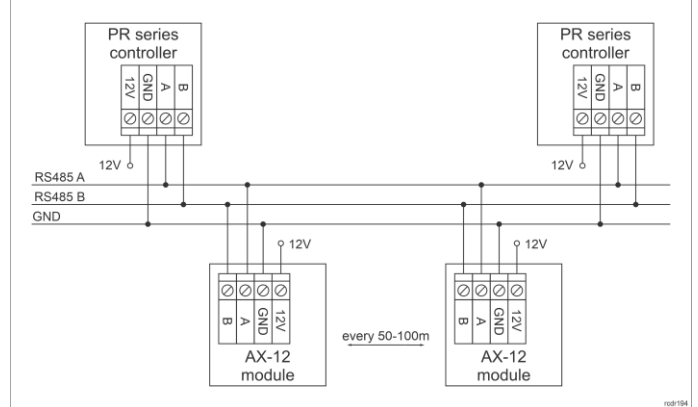 PR series
controller
12V GND A B
12V
PR series
controller
12V GND A B
12V
RS485 A
RS485 B
GND
12V
B A GND 12V
AX-12
module
every 50-100m
12V
B A GND 12V
AX-12
module
rodr194